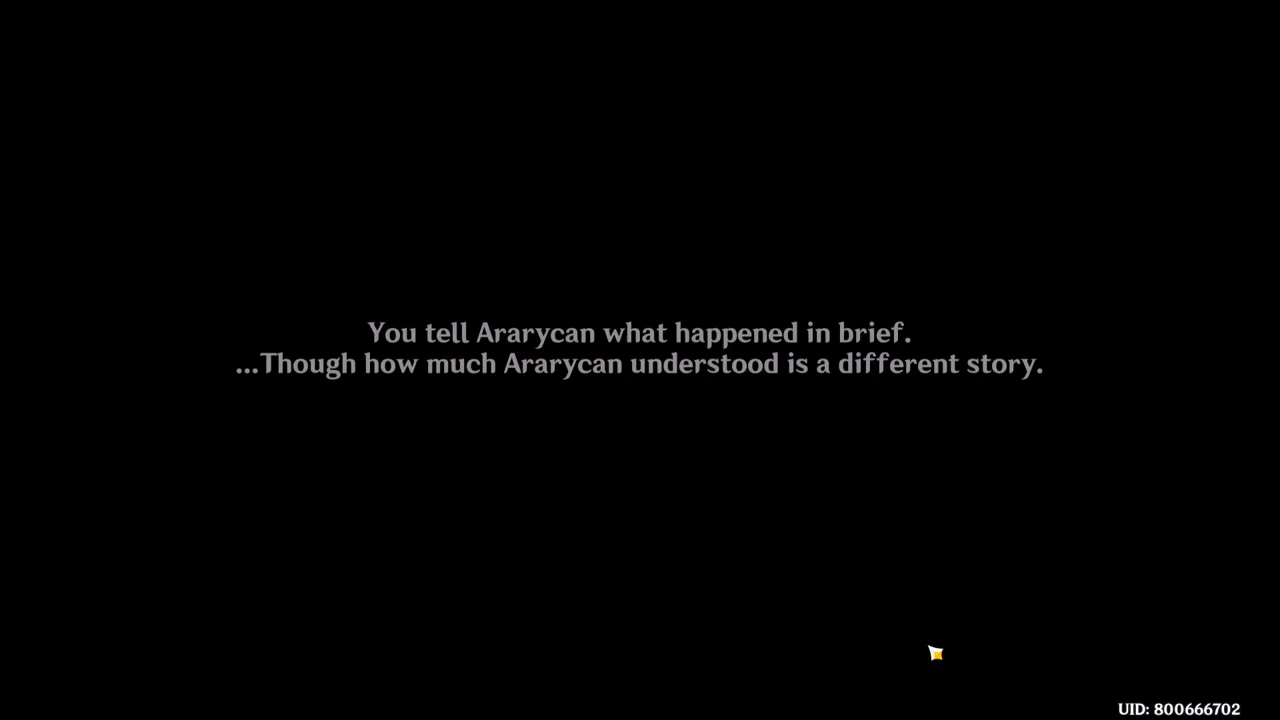 You tell Ararycan what happened in brief.
...Though how much Ararycan understood is a different story.
UID: 800666702